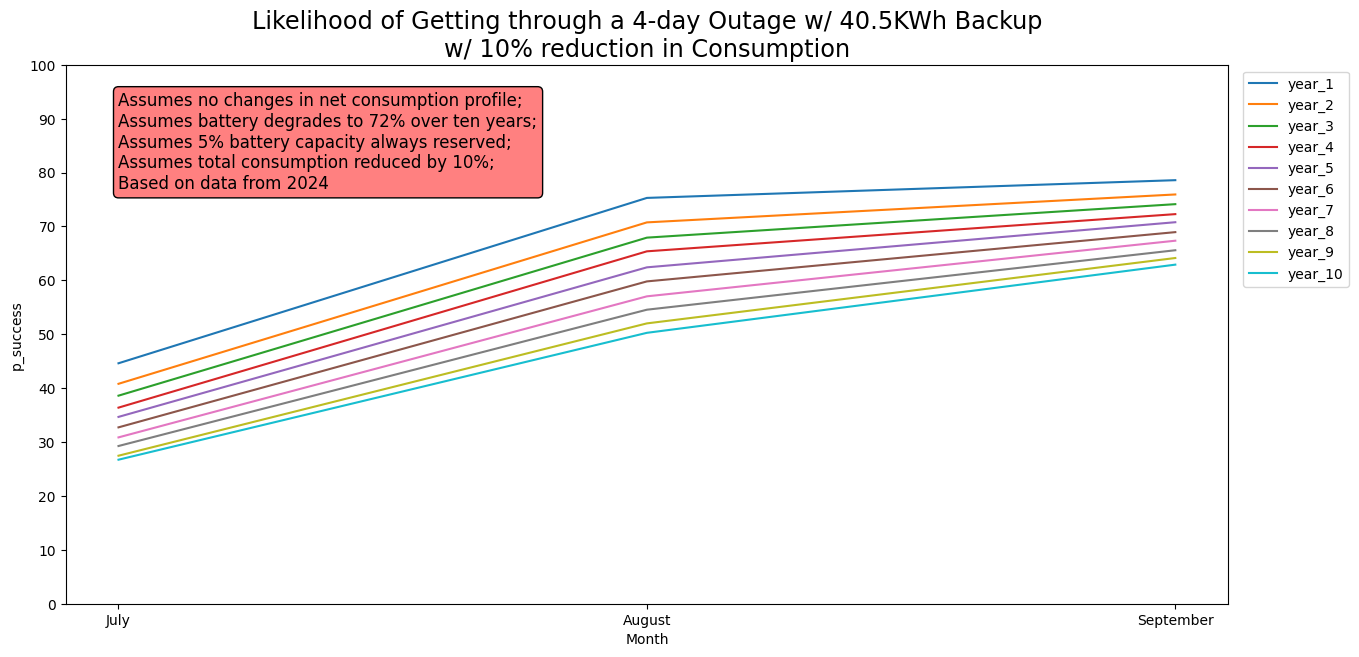 Likelihood of Getting through a 4-day Outage w/ 40.5KWh Backup
w/ 10% reduction in Consumption
100
90
80
70
60
50
40
30
20
10
0
p_success
Assumes no changes in net consumption profile;
Assumes battery degrades to 72% over ten years;
Assumes 5% battery capacity always reserved;
Assumes total consumption reduced by 10%;
Based on data from 2024
July
August
September
Month
year_1
year_2
year_3
year_4
year_5
year_6
year_7
year_8
year_9
year_10